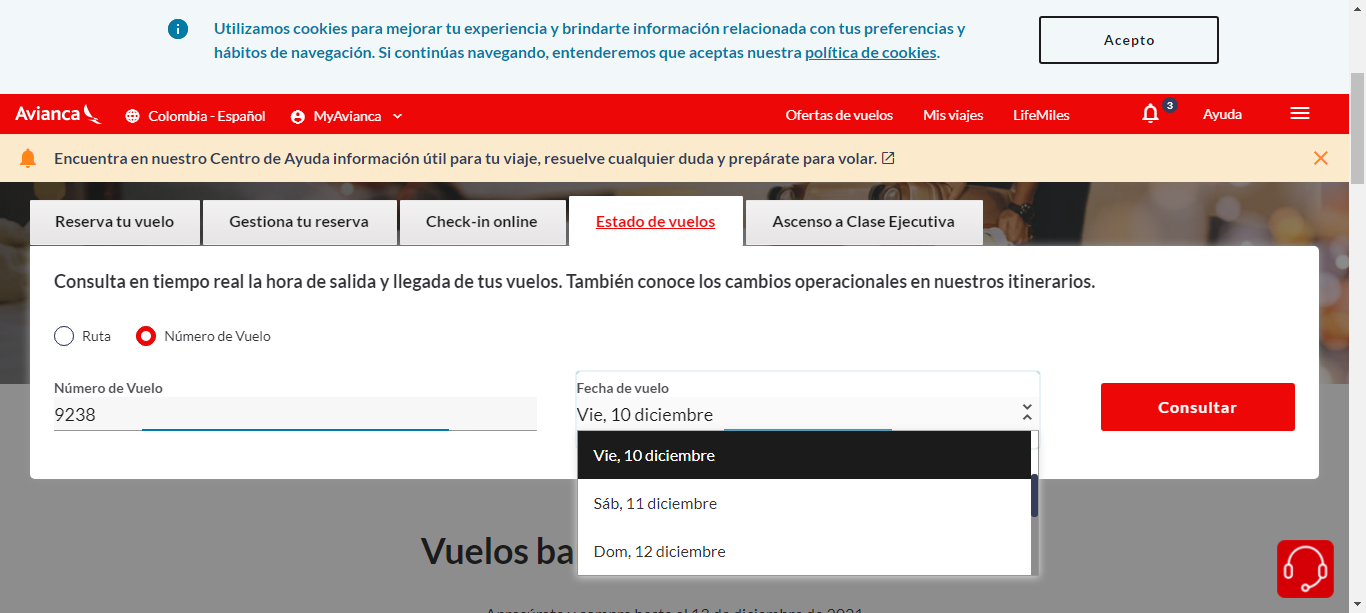 Utilizamos cookies para mejorar tu experiencia y brindarte información relacionada con tus preferencias y
hábitos de navegación. Si continúas navegando, entenderemos que aceptas nuestra política de cookies.
Acepto
Avianca
Colombia - Español
MyAvianca
Ofertas de vuelos
Mis viajes
LifeMiles
3
Ayuda
Encuentra en nuestro Centro de Ayuda información útil para tu viaje, resuelve cualquier duda y prepárate para volar.
Reserva tu vuelo
Gestiona tu reserva
Check-in online
Estado de vuelos
Ascenso a Clase Ejecutiva
Consulta en tiempo real la hora de salida y llegada de tus vuelos. También conoce los cambios operacionales en nuestros itinerarios.
Ruta
Número de Vuelo
Número de Vuelo
9238
Fecha de vuelo
Vie, 10 diciembre
Consultar
Vie, 10 diciembre
Sáb, 11 diciembre
Dom, 12 diciembre
Vuelos ba